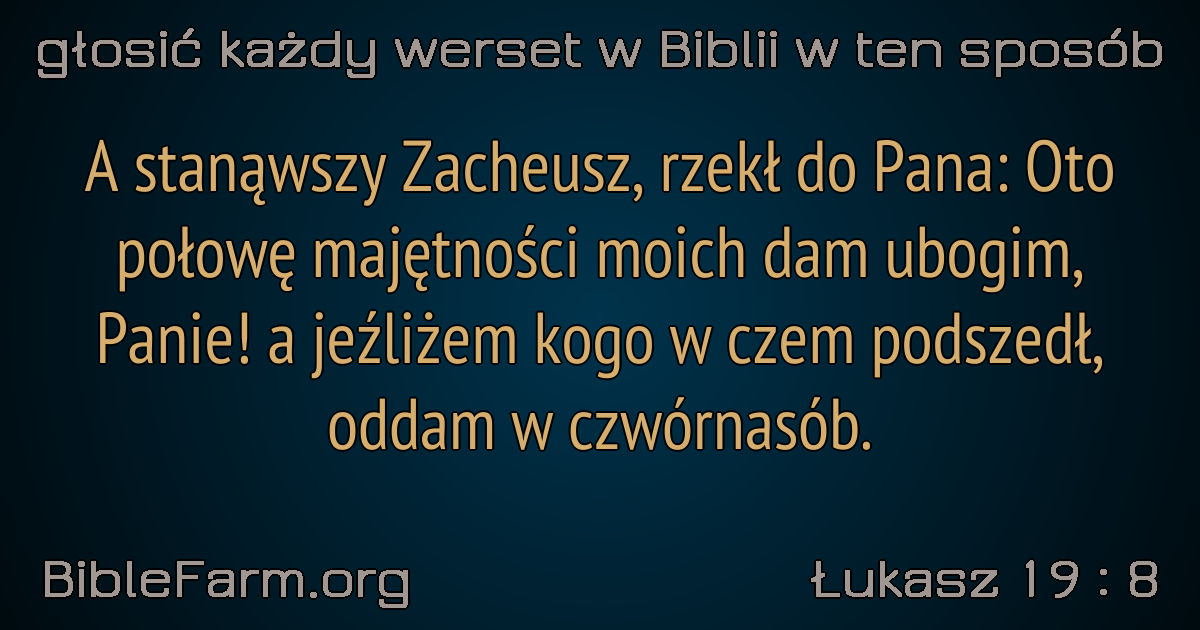 głosić każdy werset w Biblii w ten sposób
A stanąwszy Zacheusz, rzekł do Pana: Oto
połowę majętności moich dam ubogim,
Panie! a jeźliżem kogo w czem podszedł,
oddam w czwórnasób.
BibleFarm.org
Łukasz 19 : 8